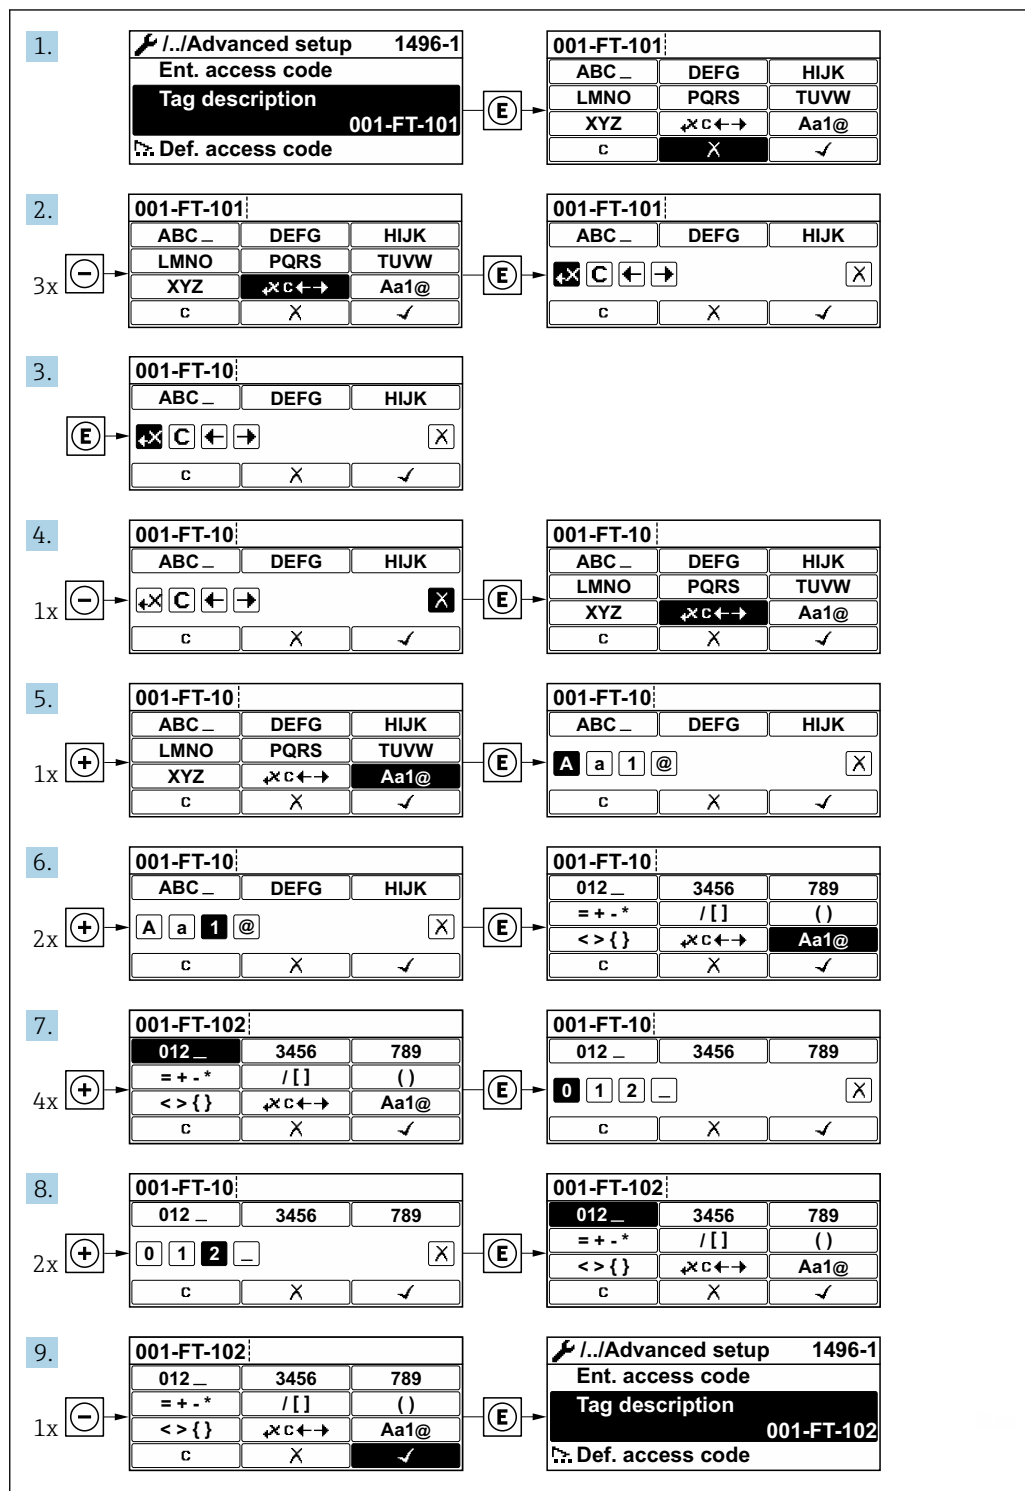 1.
/../Advanced setup 1496-1
Ent. access code
Tag description
001-FT-101
Def. access code
E
001-FT-101
ABC_ DEFG HIJK
LMNO PQRS TUVW
XYZ C Aa1@
C X ✓
2.
3x
001-FT-101
ABC_ DEFG HIJK
LMNO PQRS TUVW
XYZ C Aa1@
C X ✓
E
001-FT-101
ABC_ DEFG HIJK
C X
C X ✓
3.
E
001-FT-10
ABC_ DEFG HIJK
C X
C X ✓
4.
1x
001-FT-10
ABC_ DEFG HIJK
C X
C X ✓
E
001-FT-10
ABC_ DEFG HIJK
LMNO PQRS TUVW
XYZ C Aa1@
C X ✓
5.
1x +
001-FT-10
ABC_ DEFG HIJK
LMNO PQRS TUVW
XYZ C Aa1@
C X ✓
E
001-FT-10
ABC_ DEFG HIJK
A a 1 @ X
C X ✓
6.
2x +
001-FT-10
ABC_ DEFG HIJK
A a 1 @ X
C X ✓
E
001-FT-10
012_ 3456 789
= + - * / [ ] ( )
< > { } C Aa1@
C X ✓
7.
4x +
001-FT-102
012_ 3456 789
= + - * / [ ] ( )
< > { } C Aa1@
C X ✓
E
001-FT-10
012_ 3456 789
0 1 2 _ X
C X ✓
8.
2x +
001-FT-10
012_ 3456 789
0 1 2 _ X
C X ✓
E
001-FT-102
012_ 3456 789
= + - * / [ ] ( )
< > { } C Aa1@
C X ✓
9.
1x
001-FT-102
012_ 3456 789
= + - * / [ ] ( )
< > { } C Aa1@
C X ✓
E
/../Advanced setup 1496-1
Ent. access code
Tag description
001-FT-102
Def. access code